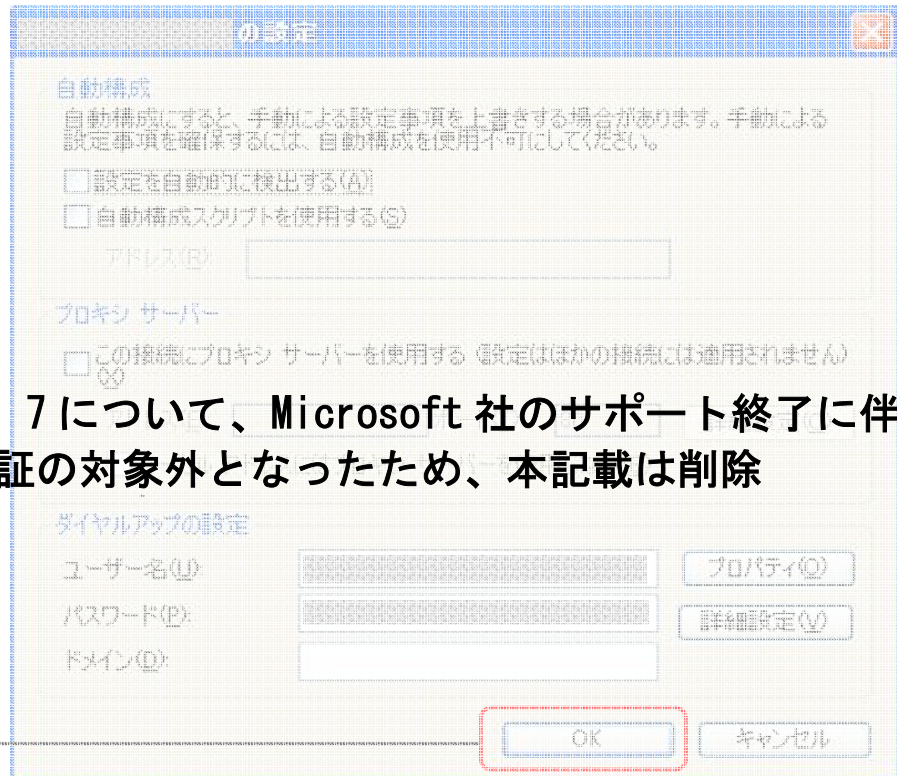 の設定
自動構成
自動構成にすると、手動による設定事項を上書きする場合があります。手動による
設定事項を確保するには、自動構成を使用不可にしてください。
設定を自動的に検出する(A)
自動構成スクリプトを使用する(S)
アドレス(R):
プロキシ サーバー
この接続にプロキシ サーバーを使用する (設定はほかの接続には適用されません)
(X)
7について、Microsoft 社のサポート終了に伴
証の対象外となったため、本記載は削除
ダイヤルアップの設定
ユーザー名(U):
プロパティ(O)
パスワード(P):
詳細設定(V)
ドメイン(D):
OK
キャンセル